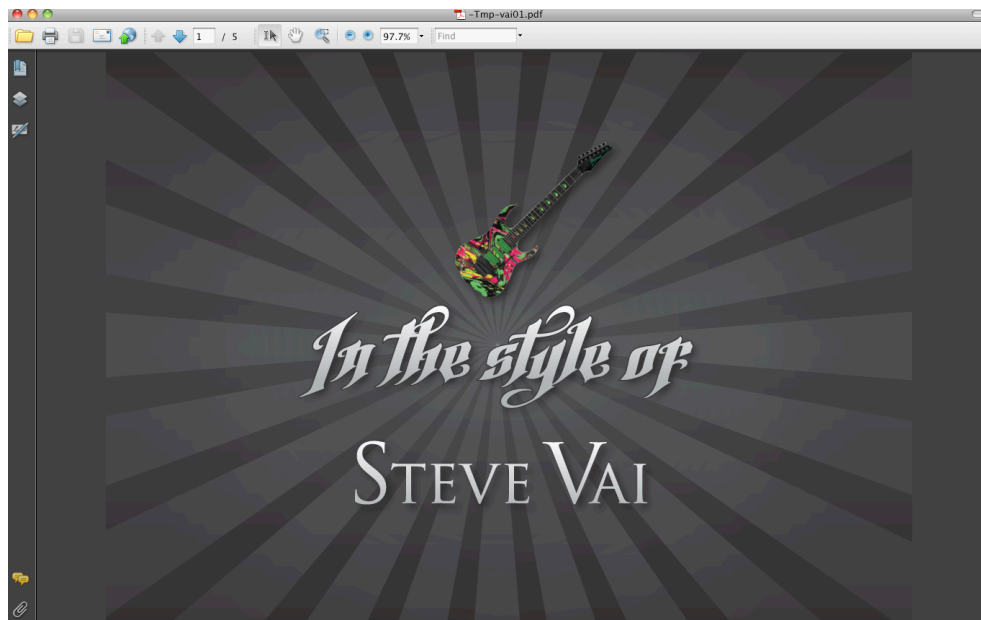 -Tmp-vai01.pdf
1 / 5
97.7%
Find
In the style of
STEVE VAI